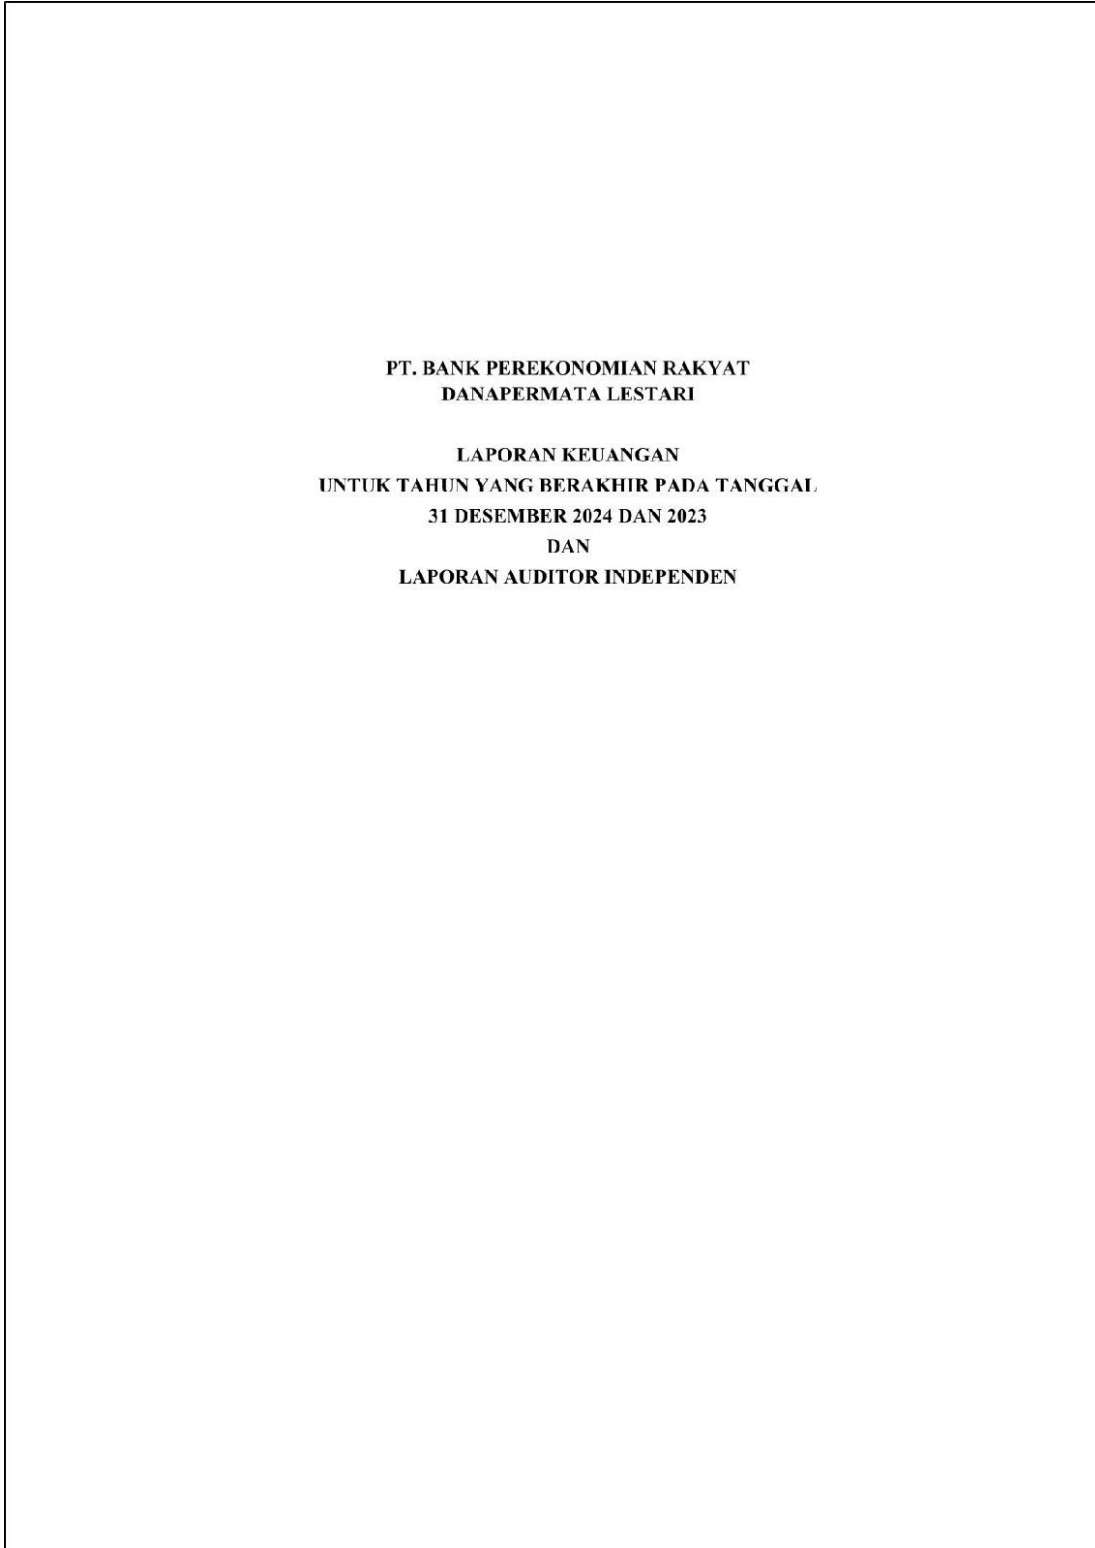 PT. BANK PEREKONOMIAN RAKYAT
DANAPERMATA LESTARI
LAPORAN KEUANGAN
UNTUK TAHUN YANG BERAKHIR PADA TANGGAL
31 DESEMBER 2024 DAN 2023
DAN
LAPORAN AUDITOR INDEPENDEN